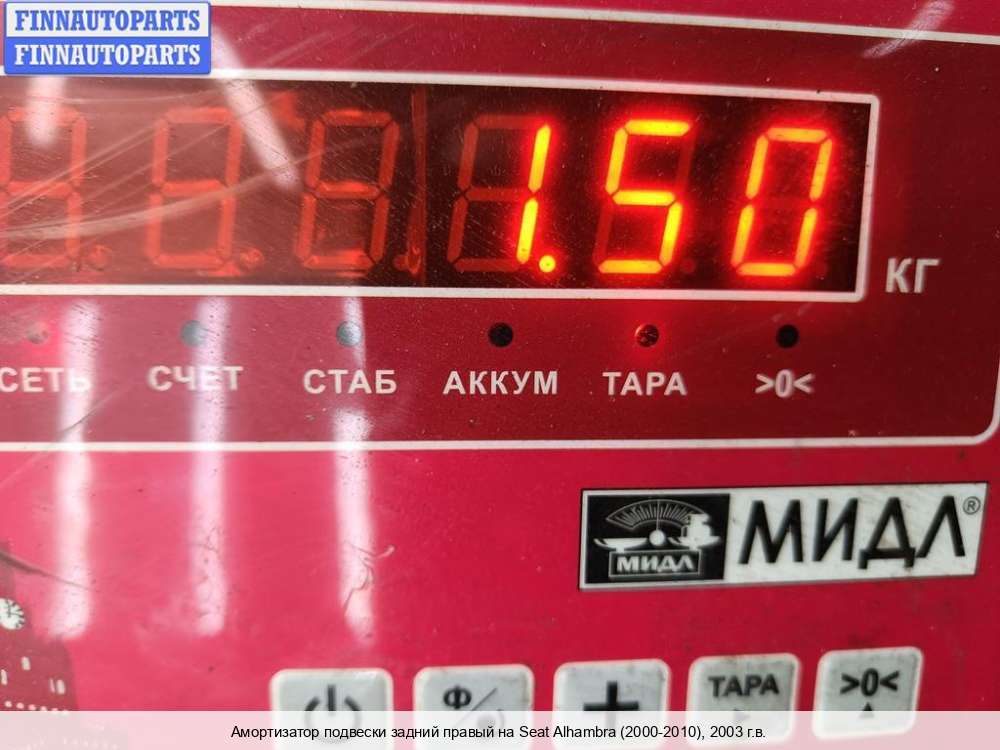 FINNAUTOPARTS
FINNAUTOPARTS
1.50
КГ
СЕТЬ СЧЕТ СТАБ АККУМ ТАРА >0<
МИДЛ МИДЛ®
Ф ТАРА >0<
Амортизатор подвески задний правый на Seat Alhambra (2000-2010), 2003 г.в.